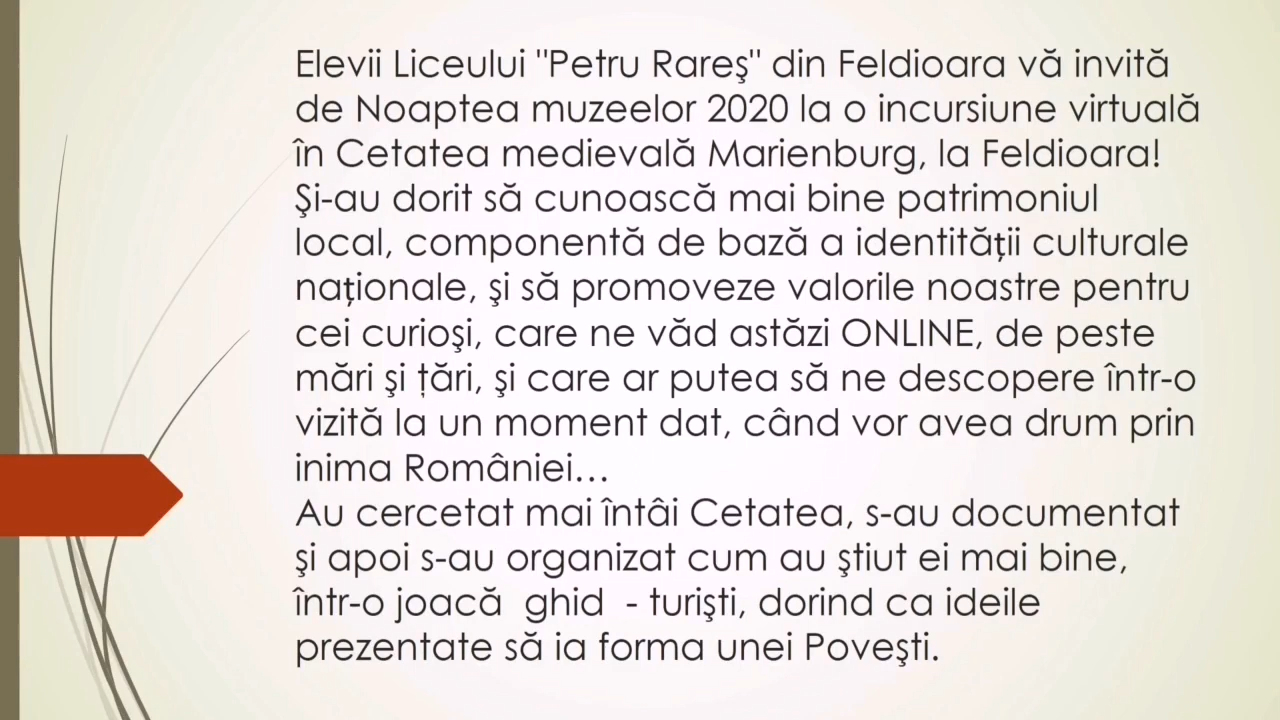 Elevii Liceului "Petru Rareş" din Feldioara vă invită
de Noaptea muzeelor 2020 la o incursiune virtuală
în Cetatea medievală Marienburg, la Feldioara!
Şi-au dorit să cunoască mai bine patrimoniul
local, componentă de bază a identității culturale
naționale, şi să promoveze valorile noastre pentru
cei curioşi, care ne văd astăzi ONLINE, de peste
mări şi țări, şi care ar putea să ne descopere într-o
vizită la un moment dat, când vor avea drum prin
inima României...
Au cercetat mai întâi Cetatea, s-au documentat
şi apoi s-au organizat cum au ştiut ei mai bine,
într-o joacă  ghid  - turişti, dorind ca ideile
prezentate să ia forma unei Poveşti.